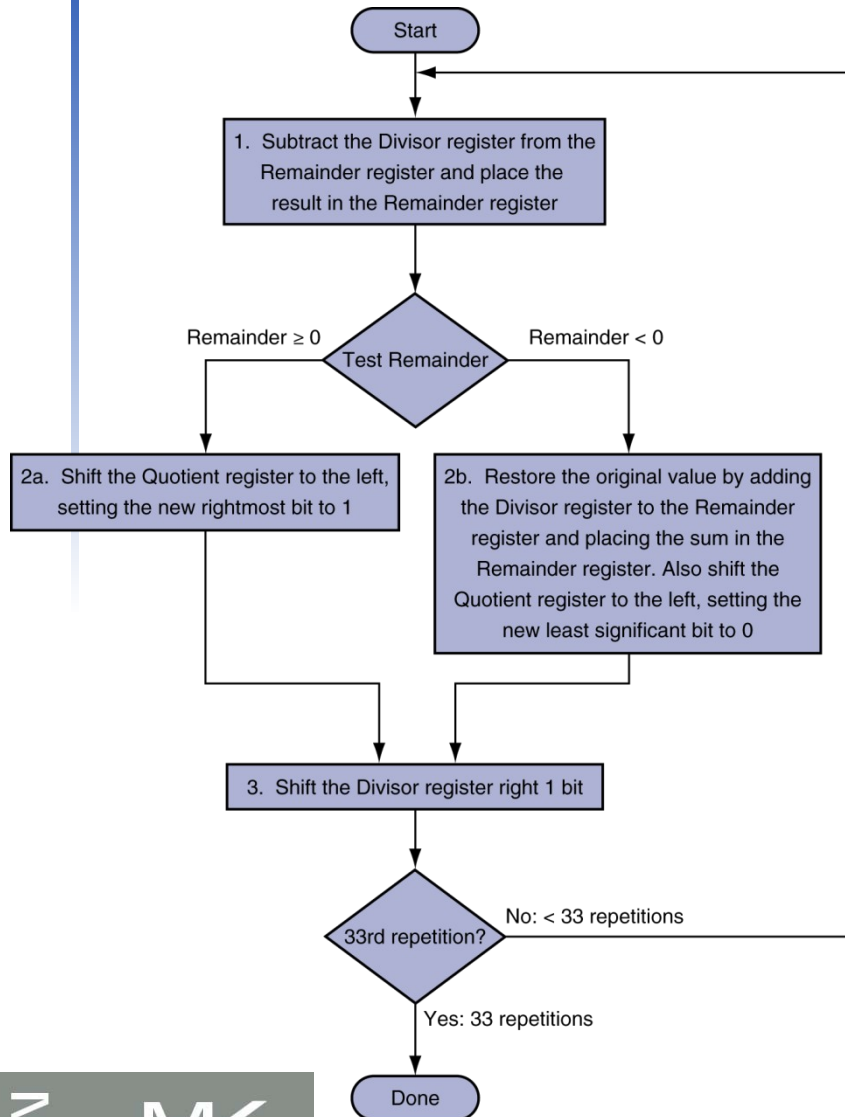 Start
1. Subtract the Divisor register from the
Remainder register and place the
result in the Remainder register
Remainder ≥ 0
Remainder < 0
Test Remainder
2a. Shift the Quotient register to the left,
setting the new rightmost bit to 1
2b. Restore the original value by adding
the Divisor register to the Remainder
register and placing the sum in the
Remainder register. Also shift the
Quotient register to the left, setting the
new least significant bit to 0
3. Shift the Divisor register right 1 bit
33rd repetition?
No: < 33 repetitions
Yes: 33 repetitions
Done